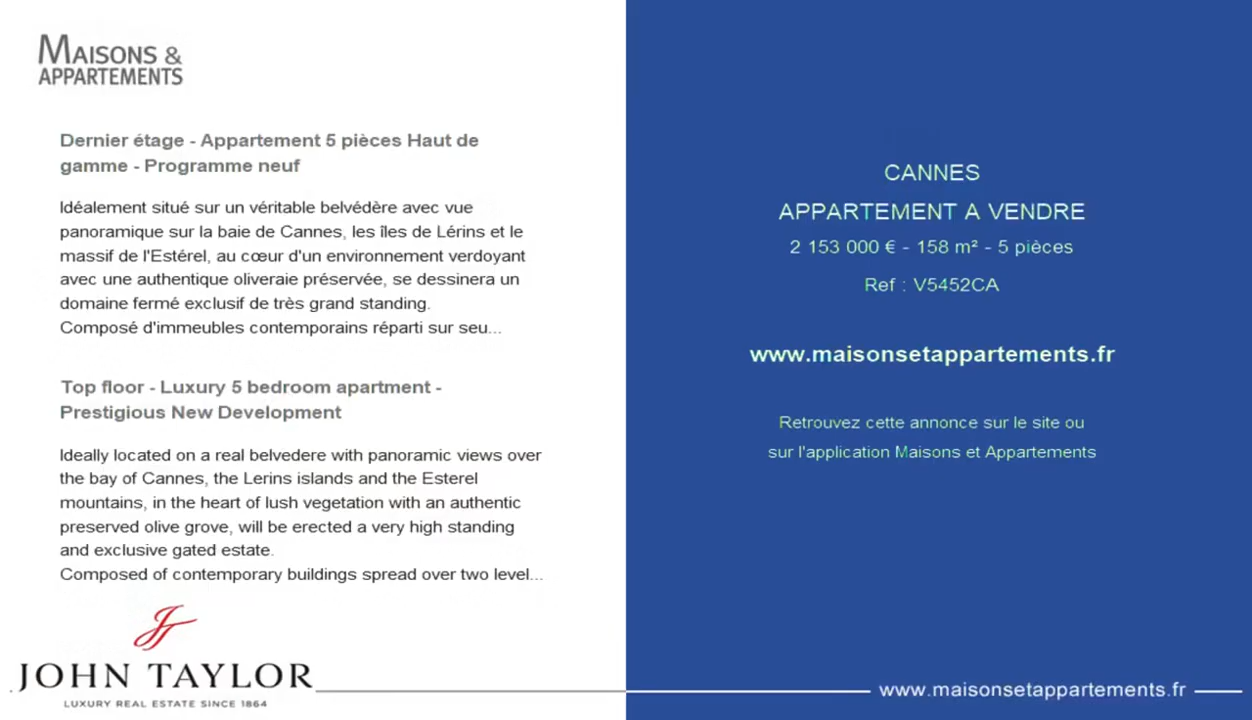 MAISONS &
APPARTEMENTS
Dernier étage - Appartement 5 pièces Haut de
gamme - Programme neuf
Idéalement situé sur un véritable belvédère avec vue
panoramique sur la baie de Cannes, les îles de Lérins et le
massif de l'Estérel, au cœur d'un environnement verdoyant
avec une authentique oliveraie préservée, se dessinera un
domaine fermé exclusif de très grand standing.
Composé d'immeubles contemporains réparti sur seu...
Top floor - Luxury 5 bedroom apartment -
Prestigious New Development
Ideally located on a real belvedere with panoramic views over
the bay of Cannes, the Lerins islands and the Esterel
mountains, in the heart of lush vegetation with an authentic
preserved olive grove, will be erected a very high standing
and exclusive gated estate.
Composed of contemporary buildings spread over two level...
JT
JOHN TAYLOR
LUXURY REAL ESTATE SINCE 1864
CANNES
APPARTEMENT A VENDRE
2 153 000 € - 158 m² - 5 pièces
Ref : V5452CA
www.maisonsetappartements.fr
Retrouvez cette annonce sur le site ou
sur l'application Maisons et Appartements
www.maisonsetappartements.fr